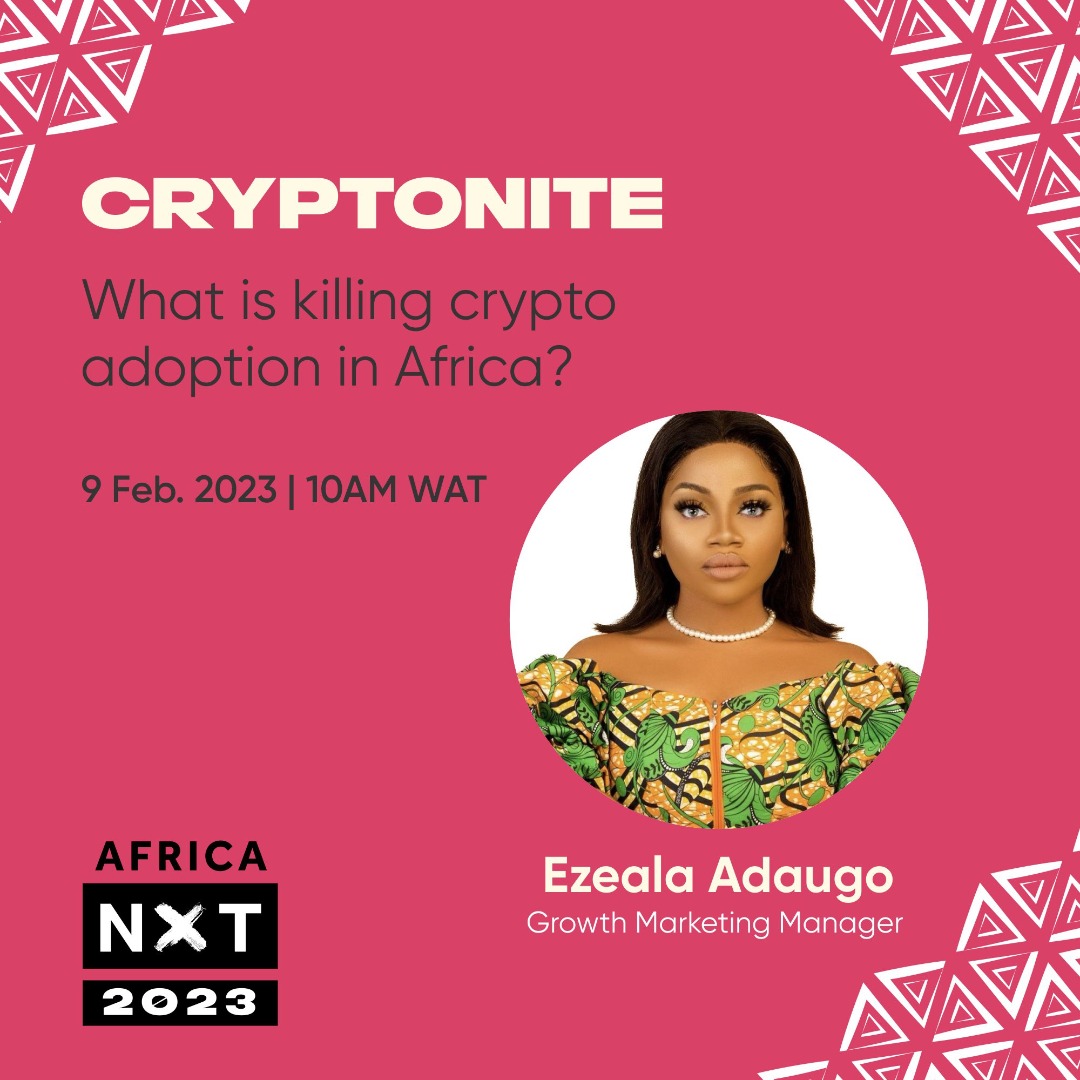 CRYPTONITE
What is killing crypto
adoption in Africa?
9 Feb. 2023 | 10AM WAT
Ezeala Adaugo
Growth Marketing Manager
AFRICA
NXT
2023